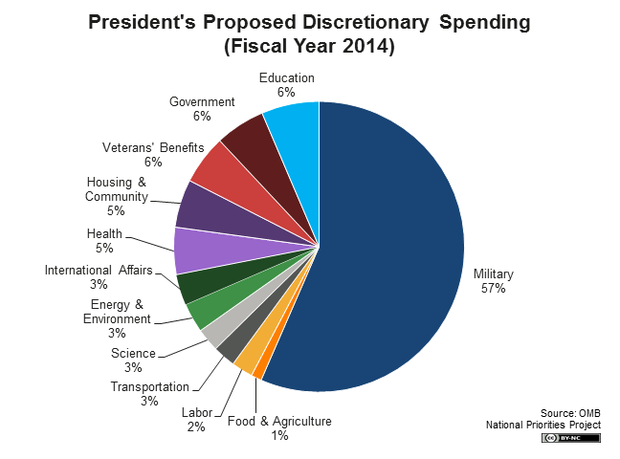 President's Proposed Discretionary Spending
(Fiscal Year 2014)
Education
6%
Government
6%
Veterans' Benefits
6%
Housing &
Community
5%
Health
5%
International Affairs
3%
Energy &
Environment
3%
Science
3%
Transportation
3%
Labor
2%
Food & Agriculture
1%
Military
57%
Source: OMB
National Priorities Project
cc BY-NC